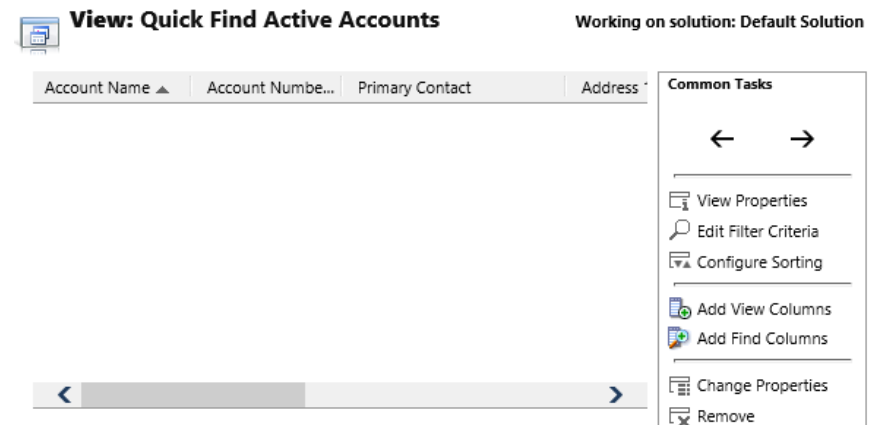 View: Quick Find Active Accounts
Working on solution: Default Solution
Account Name Account Numbe... Primary Contact Address
Common Tasks
View Properties
Edit Filter Criteria
Configure Sorting
Add View Columns
Add Find Columns
Change Properties
Remove